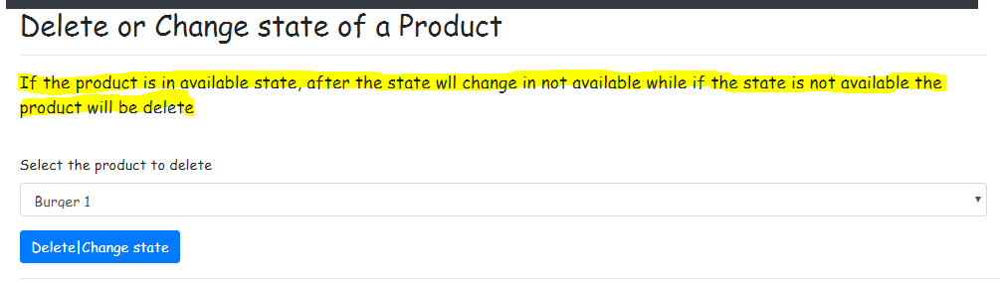 Delete or Change state of a Product
If the product is in available state, after the state wll change in not available while if the state is not available the
product will be delete
Select the product to delete
Burger 1
Delete|Change state